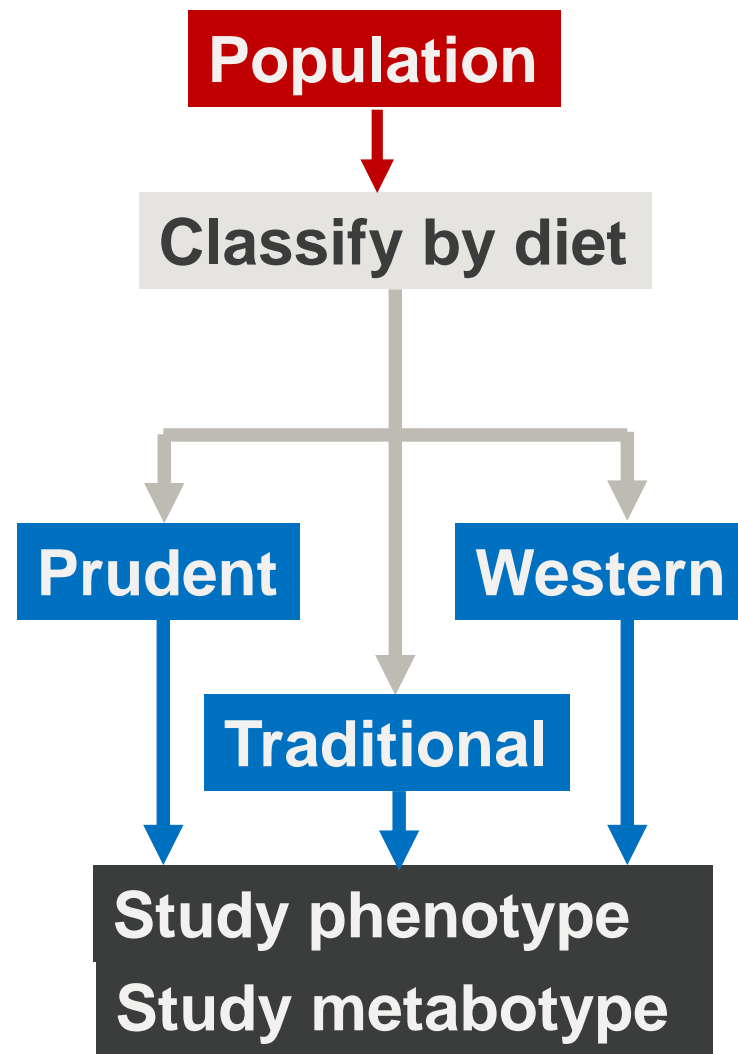 Population
Classify by diet
Prudent
Western
Traditional
Study phenotype
Study metabotype